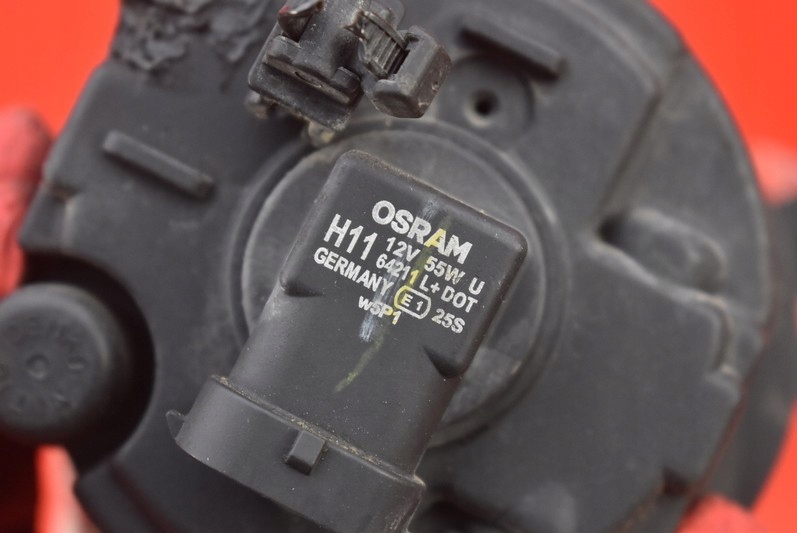 OSRAM
H11 12V 55W U
64211 L+ DOT
GERMANY E1 25S
w5P1